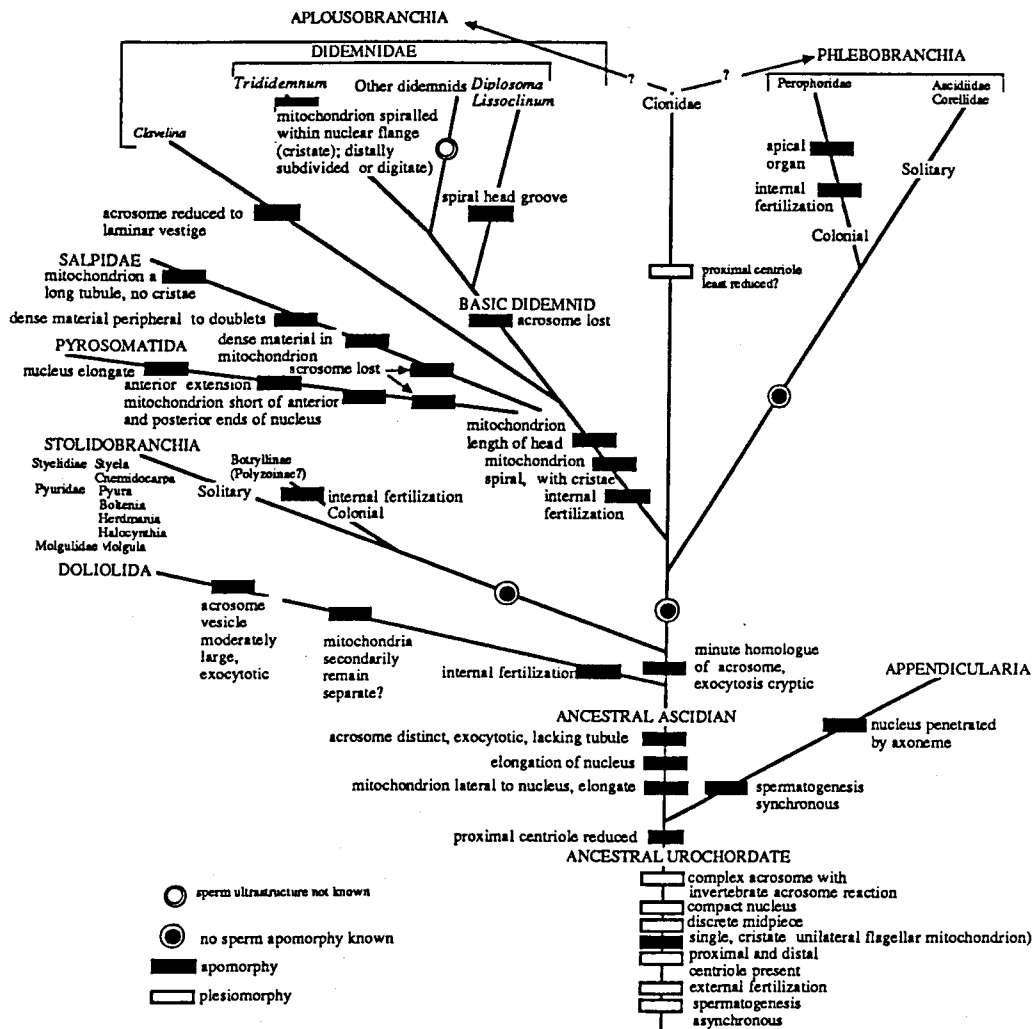 APLOUSOBRANCHIA
DIDEMNIDAE
PHLEBOBRANCHIA
? ?
Trididemnum
Other didemnids
Diplosoma
Lissoclinum
Cionidae
Perophoridae
Ascidiidae
Corellidae
mitochondrion spiralled
within nuclear flange
(cristate); distally
subdivided or digitate)
Clavelina
apical
organ
Solitary
internal
fertilization
spiral head groove
acrosome reduced to
laminar vestige
Colonial
SALPIDAE
mitochondrion a
long tubule, no cristae
proximal centriole
least reduced?
BASIC DIDEMNID
acrosome lost
dense material peripheral to doublets
dense material in
mitochondrion
PYROSOMATIDA
acrosome lost
nucleus elongate
anterior extension
mitochondrion short of anterior
and posterior ends of nucleus
mitochondrion
length of head
mitochondrion
spiral, with cristae
internal
fertilization
STOLIDOBRANCHIA
Styelidae Styela
Cnemidocarpa
Pyuridae Pyura
Bokenia
Herdmania
Halocynthia
Molgulidae Molgula
Solitary
Botryllinae
(Polyzoinae?)
internal fertilization
Colonial
DOLIOLIDA
acrosome
vesicle
moderately
large,
exocytotic
mitochondria
secondarily
remain
separate?
internal fertilization
minute homologue
of acrosome,
exocytosis cryptic
APPENDICULARIA
ANCESTRAL ASCIDIAN
nucleus penetrated
by axoneme
acrosome distinct, exocytotic, lacking tubule
elongation of nucleus
mitochondrion lateral to nucleus, elongate
spermatogenesis
synchronous
proximal centriole reduced
ANCESTRAL UROCHORDATE
complex acrosome with
invertebrate acrosome reaction
compact nucleus
discrete midpiece
single, cristate unilateral flagellar mitochondrion)
proximal and distal
centriole present
external fertilization
spermatogenesis
asynchronous
sperm ultrastructure not known
no sperm apomorphy known
apomorphy
plesiomorphy